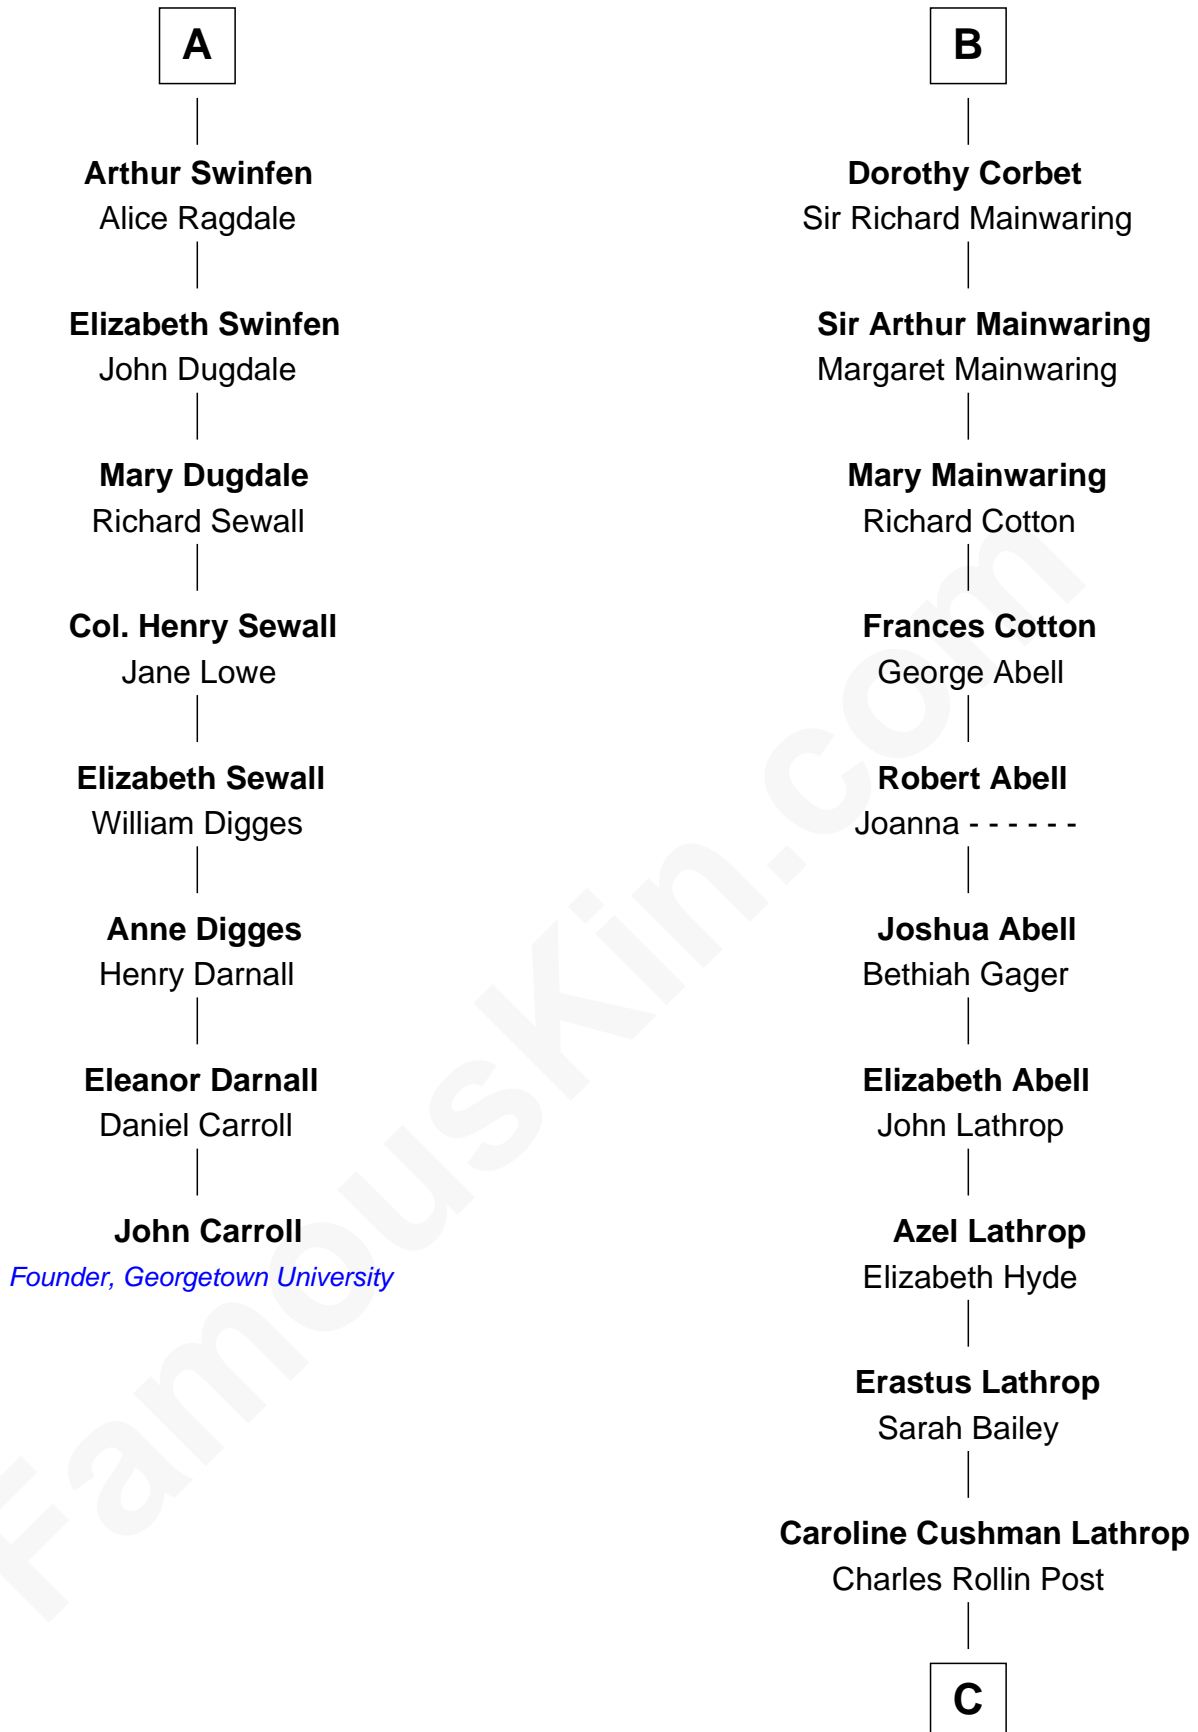 A
Arthur Swinfen
Alice Ragdale
Elizabeth Swinfen
John Dugdale
Mary Dugdale
Richard Sewall
Col. Henry Sewall
Jane Lowe
Elizabeth Sewall
William Digges
Anne Digges
Henry Darnall
Eleanor Darnall
Daniel Carroll
John Carroll
Founder, Georgetown University
B
Dorothy Corbet
Sir Richard Mainwaring
Sir Arthur Mainwaring
Margaret Mainwaring
Mary Mainwaring
Richard Cotton
Frances Cotton
George Abell
Robert Abell
Joanna - - - - - -
Joshua Abell
Bethiah Gager
Elizabeth Abell
John Lathrop
Azel Lathrop
Elizabeth Hyde
Erastus Lathrop
Sarah Bailey
Caroline Cushman Lathrop
Charles Rollin Post
C
FamousKin.com